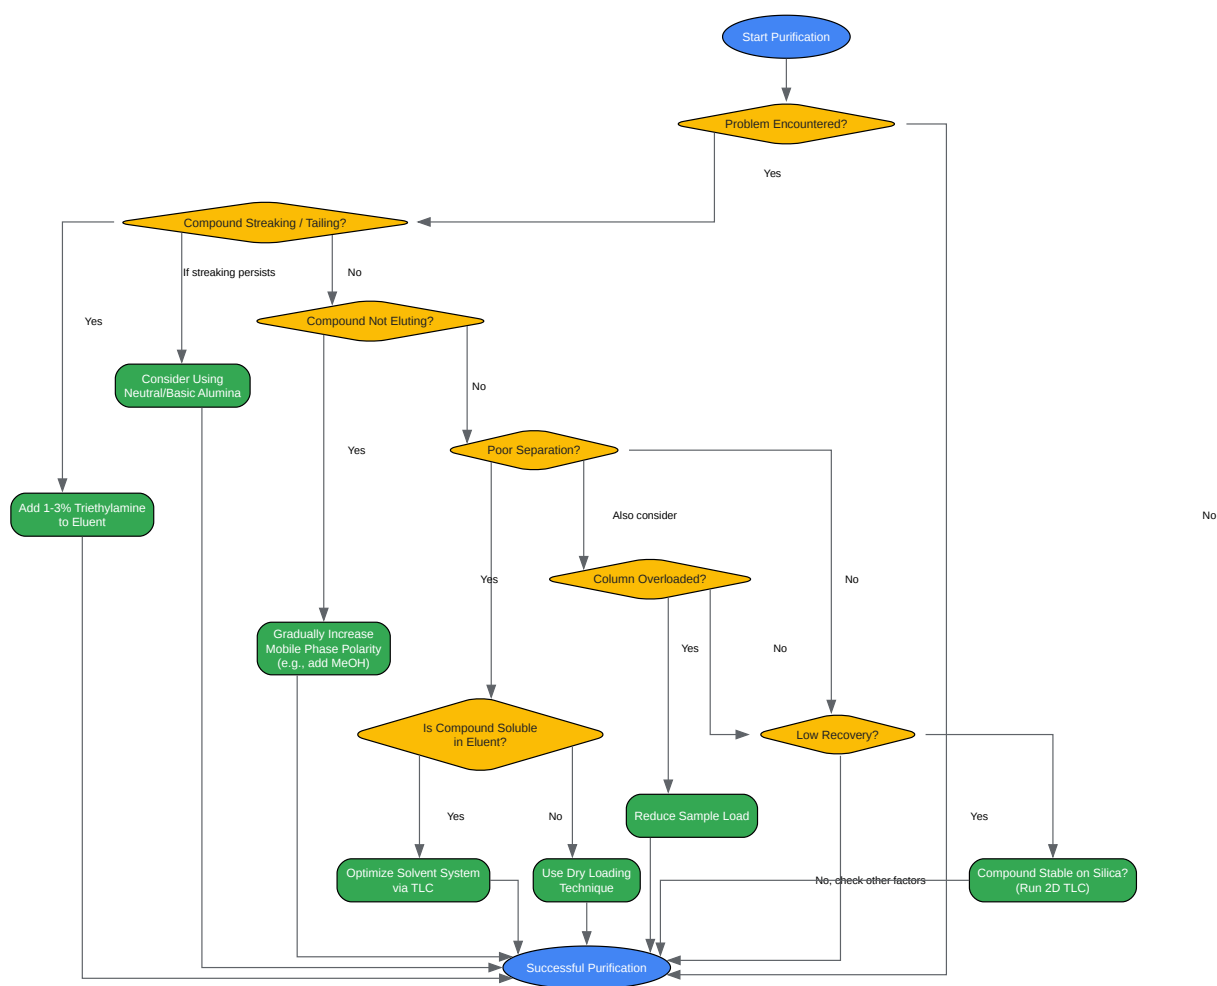 Start Purification
Problem Encountered?
Yes
Compound Streaking / Tailing?
If streaking persists
No
Yes
Compound Not Eluting?
Consider Using
Neutral/Basic Alumina
No
Yes
Poor Separation?
Add 1-3% Triethylamine
to Eluent
Also consider
No
Yes
Column Overloaded?
No
Gradually Increase
Mobile Phase Polarity
(e.g., add MeOH)
Yes
No
Is Compound Soluble
in Eluent?
Low Recovery?
Yes
No
Reduce Sample Load
Yes
Optimize Solvent System
via TLC
Use Dry Loading
Technique
No, check other factors
Compound Stable on Silica?
(Run 2D TLC)
Successful Purification